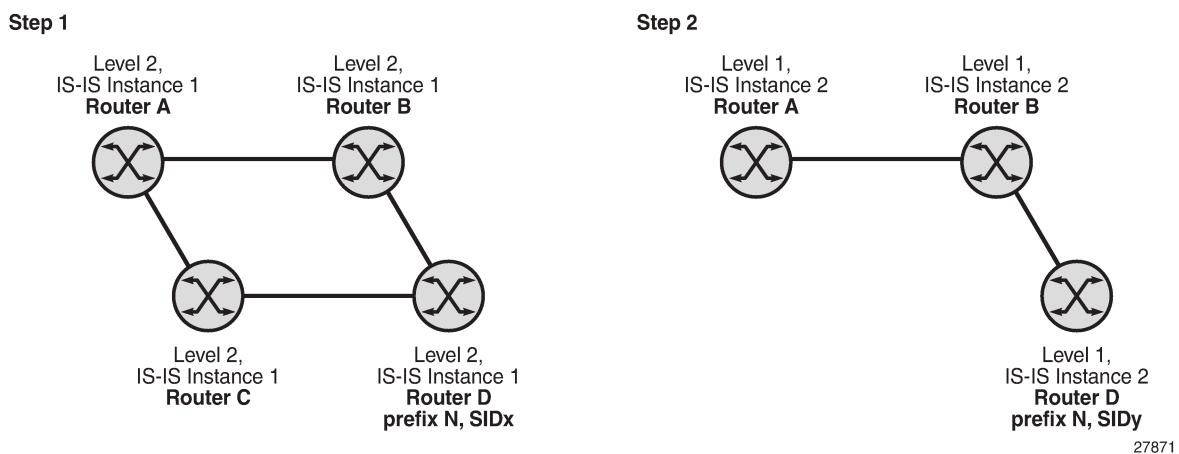 Step 1
Level 2,
IS-IS Instance 1
Router A
Level 2,
IS-IS Instance 1
Router B
Level 2,
IS-IS Instance 1
Router C
Level 2,
IS-IS Instance 1
Router D
prefix N, SIDx
Step 2
Level 1,
IS-IS Instance 2
Router A
Level 1,
IS-IS Instance 2
Router B
Level 1,
IS-IS Instance 2
Router D
prefix N, SIDy
27871